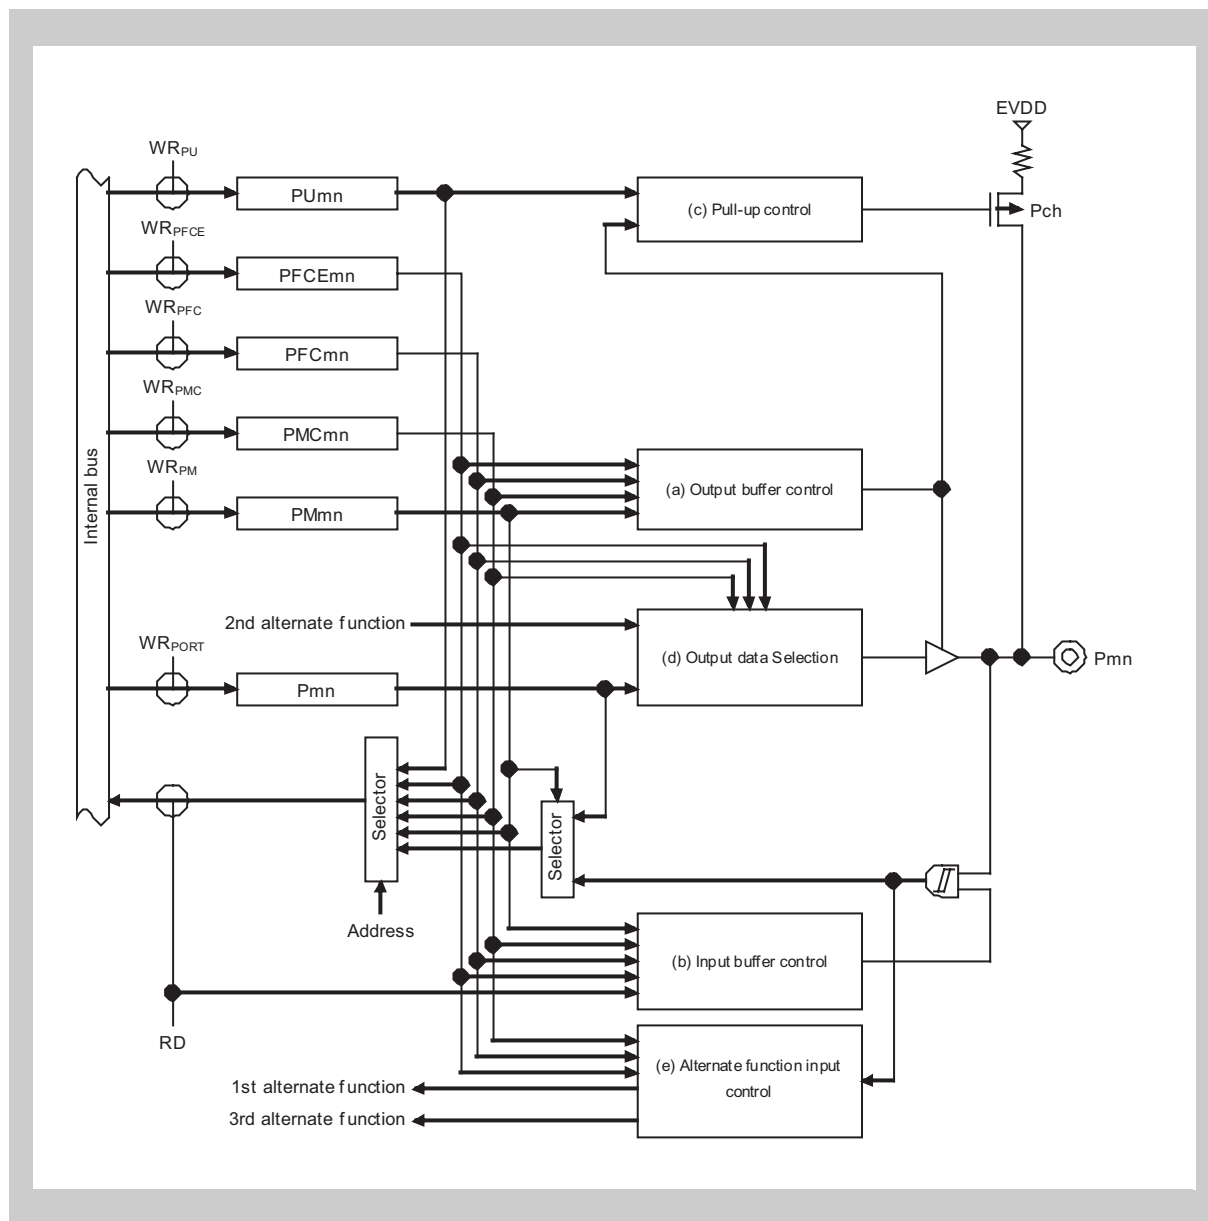 EVDD
WRPU
PUmn
(c) Pull-up control
Pch
WRPFCE
PFCEmn
WRPFC
PFCmn
WRPMC
PMCmn
WRPM
PMmn
(a) Output buffer control
Internal bus
2nd alternate function
WRPORT
Pmn
(d) Output data Selection
Pmn
Selector
Selector
Address
(b) Input buffer control
RD
(e) Alternate function input
control
1st alternate function
3rd alternate function